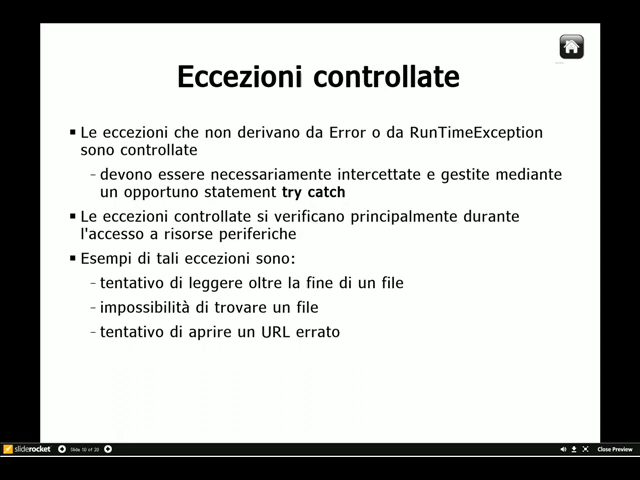 Eccezioni controllate
▪ Le eccezioni che non derivano da Error o da RunTimeException
sono controllate
– devono essere necessariamente intercettate e gestite mediante
un opportuno statement try catch
▪ Le eccezioni controllate si verificano principalmente durante
l'accesso a risorse periferiche
▪ Esempi di tali eccezioni sono:
– tentativo di leggere oltre la fine di un file
– impossibilità di trovare un file
– tentativo di aprire un URL errato
sliderocket Slide 10 of 20 Close Preview